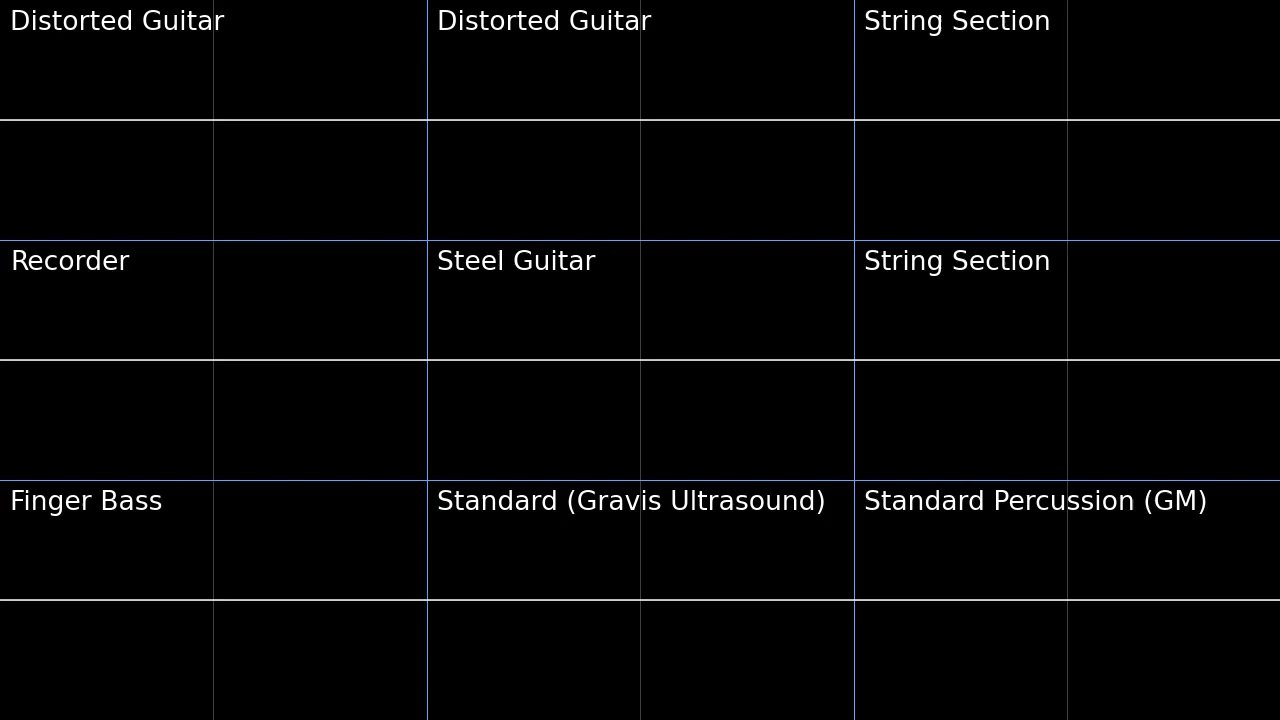 Distorted Guitar
Distorted Guitar
String Section
Recorder
Steel Guitar
String Section
Finger Bass
Standard (Gravis Ultrasound)
Standard Percussion (GM)